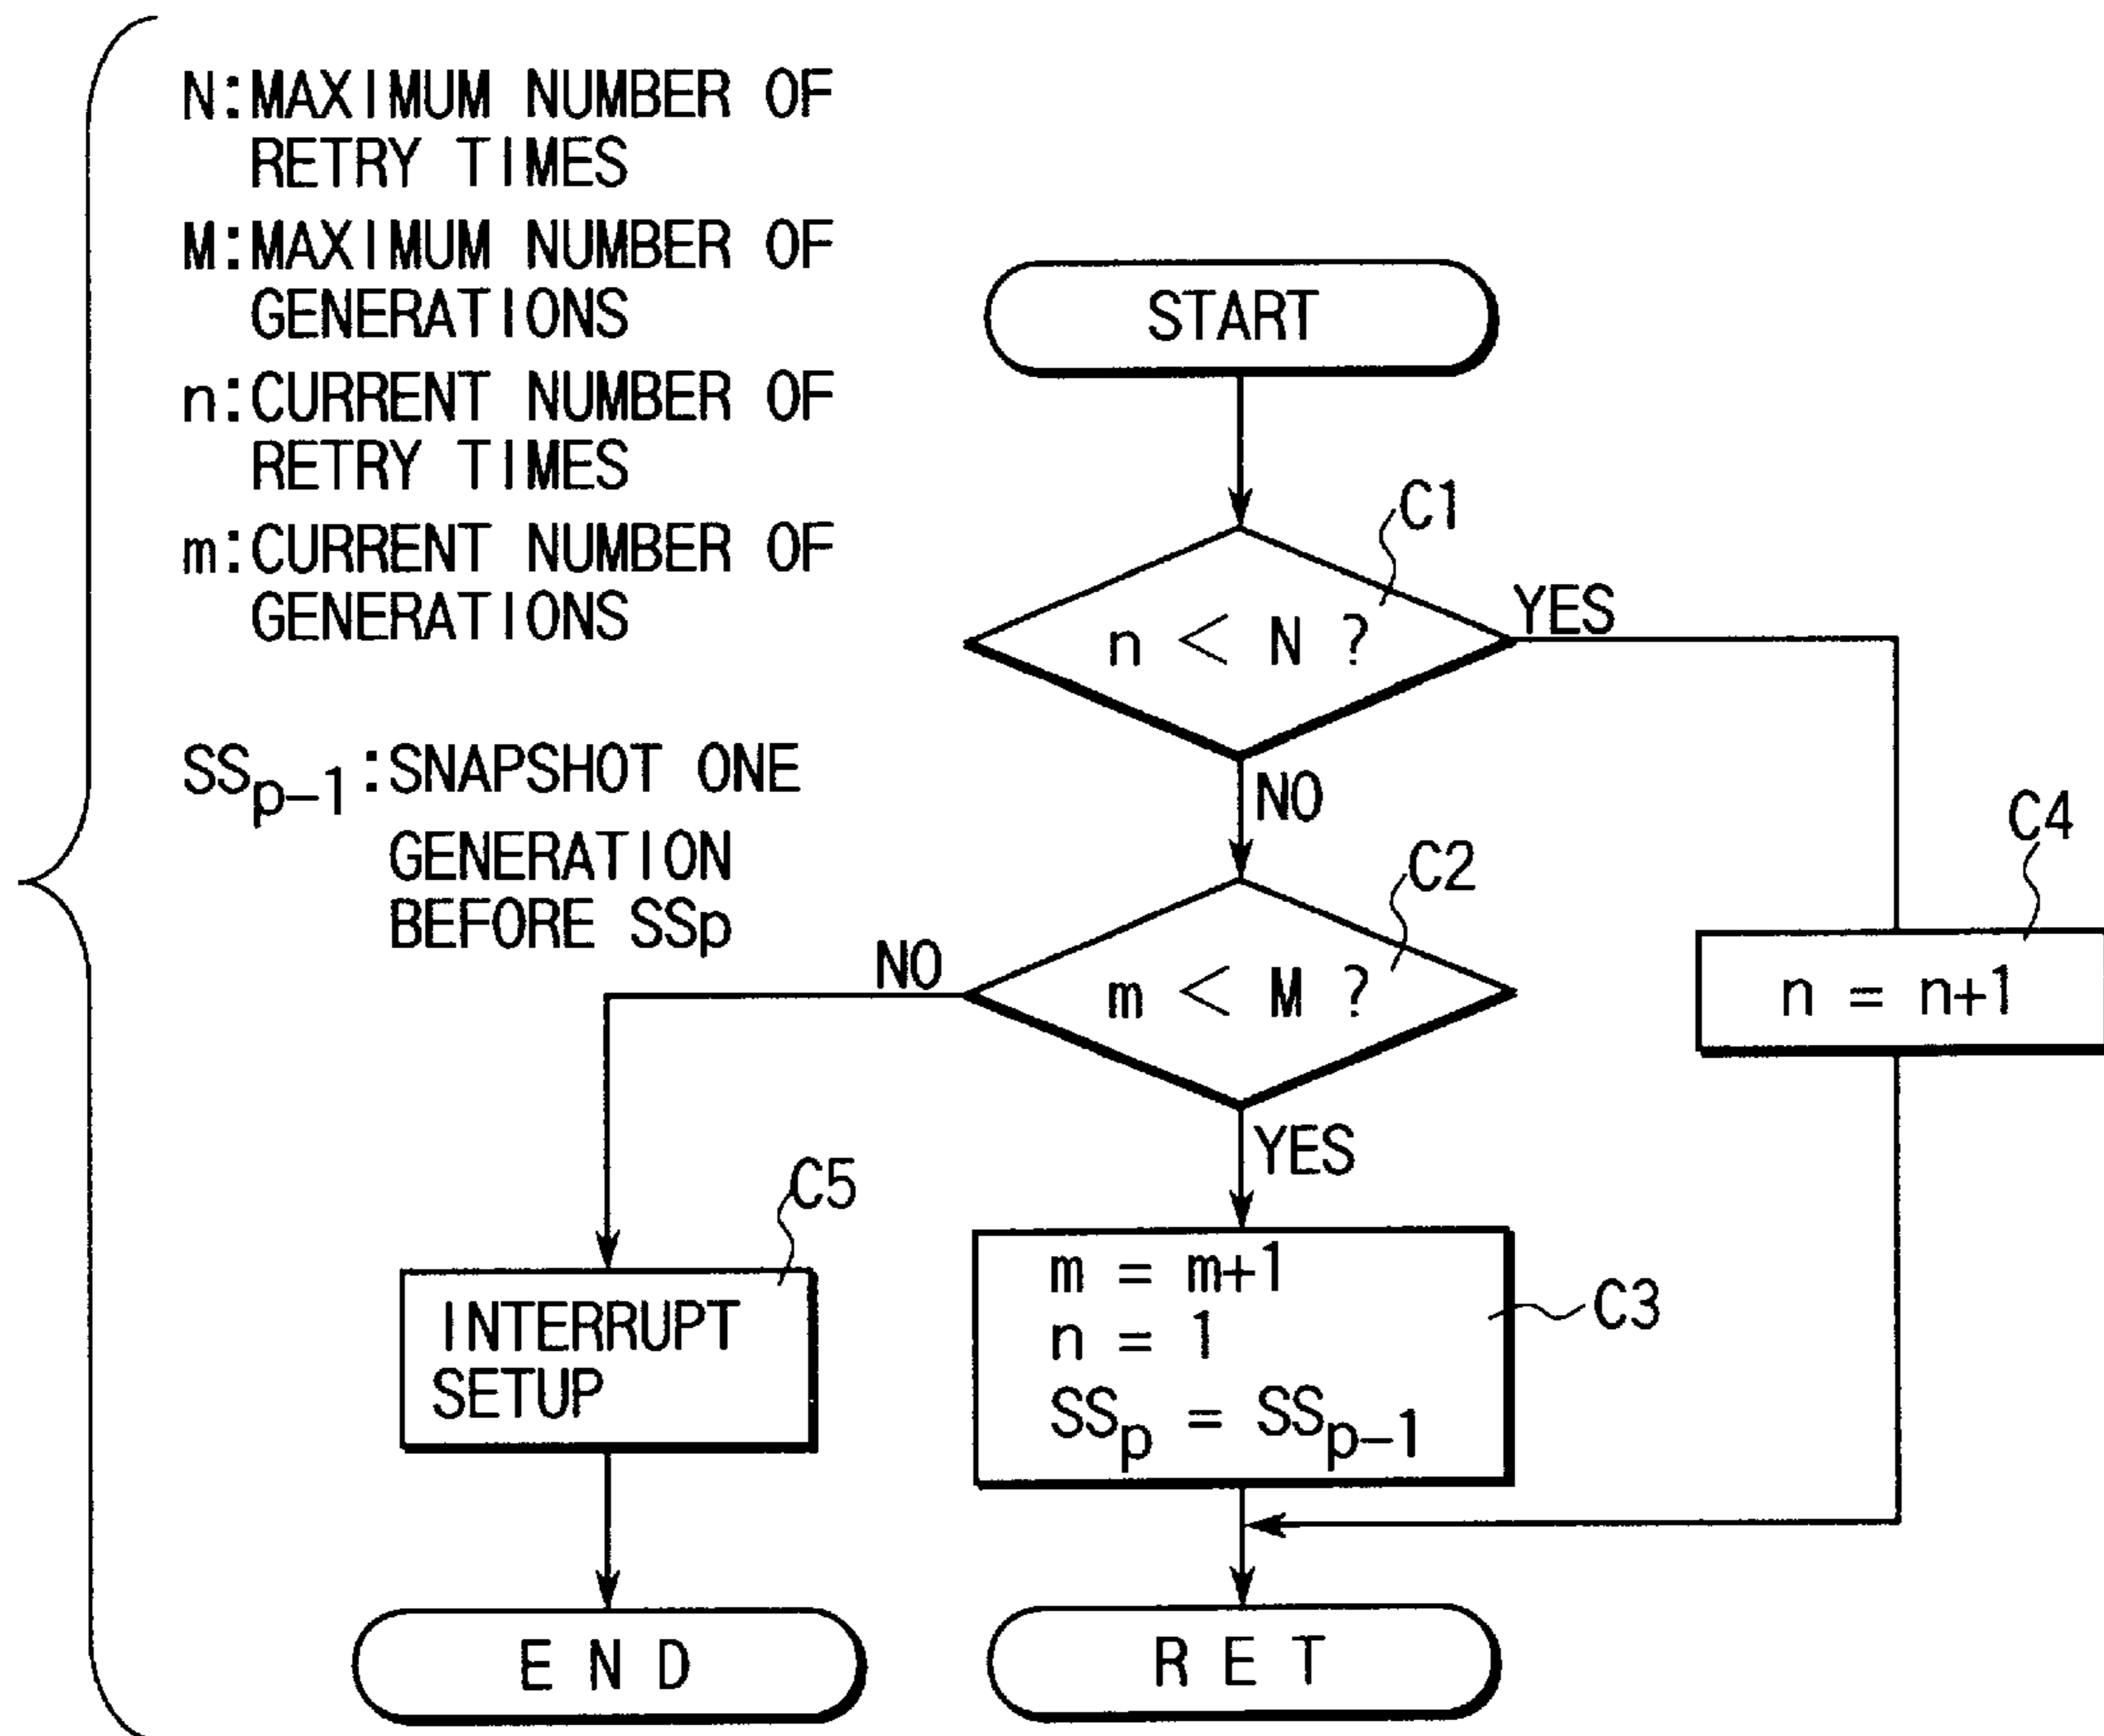 N:MAXIMUM NUMBER OF
RETRY TIMES
M:MAXIMUM NUMBER OF
GENERATIONS
n:CURRENT NUMBER OF
RETRY TIMES
m:CURRENT NUMBER OF
GENERATIONS
SSp-1:SNAPSHOT ONE
GENERATION
BEFORE SSp
START
C1
n < N ?
YES
NO
C2
m < M ?
NO
YES
C4
n = n+1
C5
INTERRUPT
SETUP
m = m+1
n = 1
SSp = SSp-1
C3
END
RET